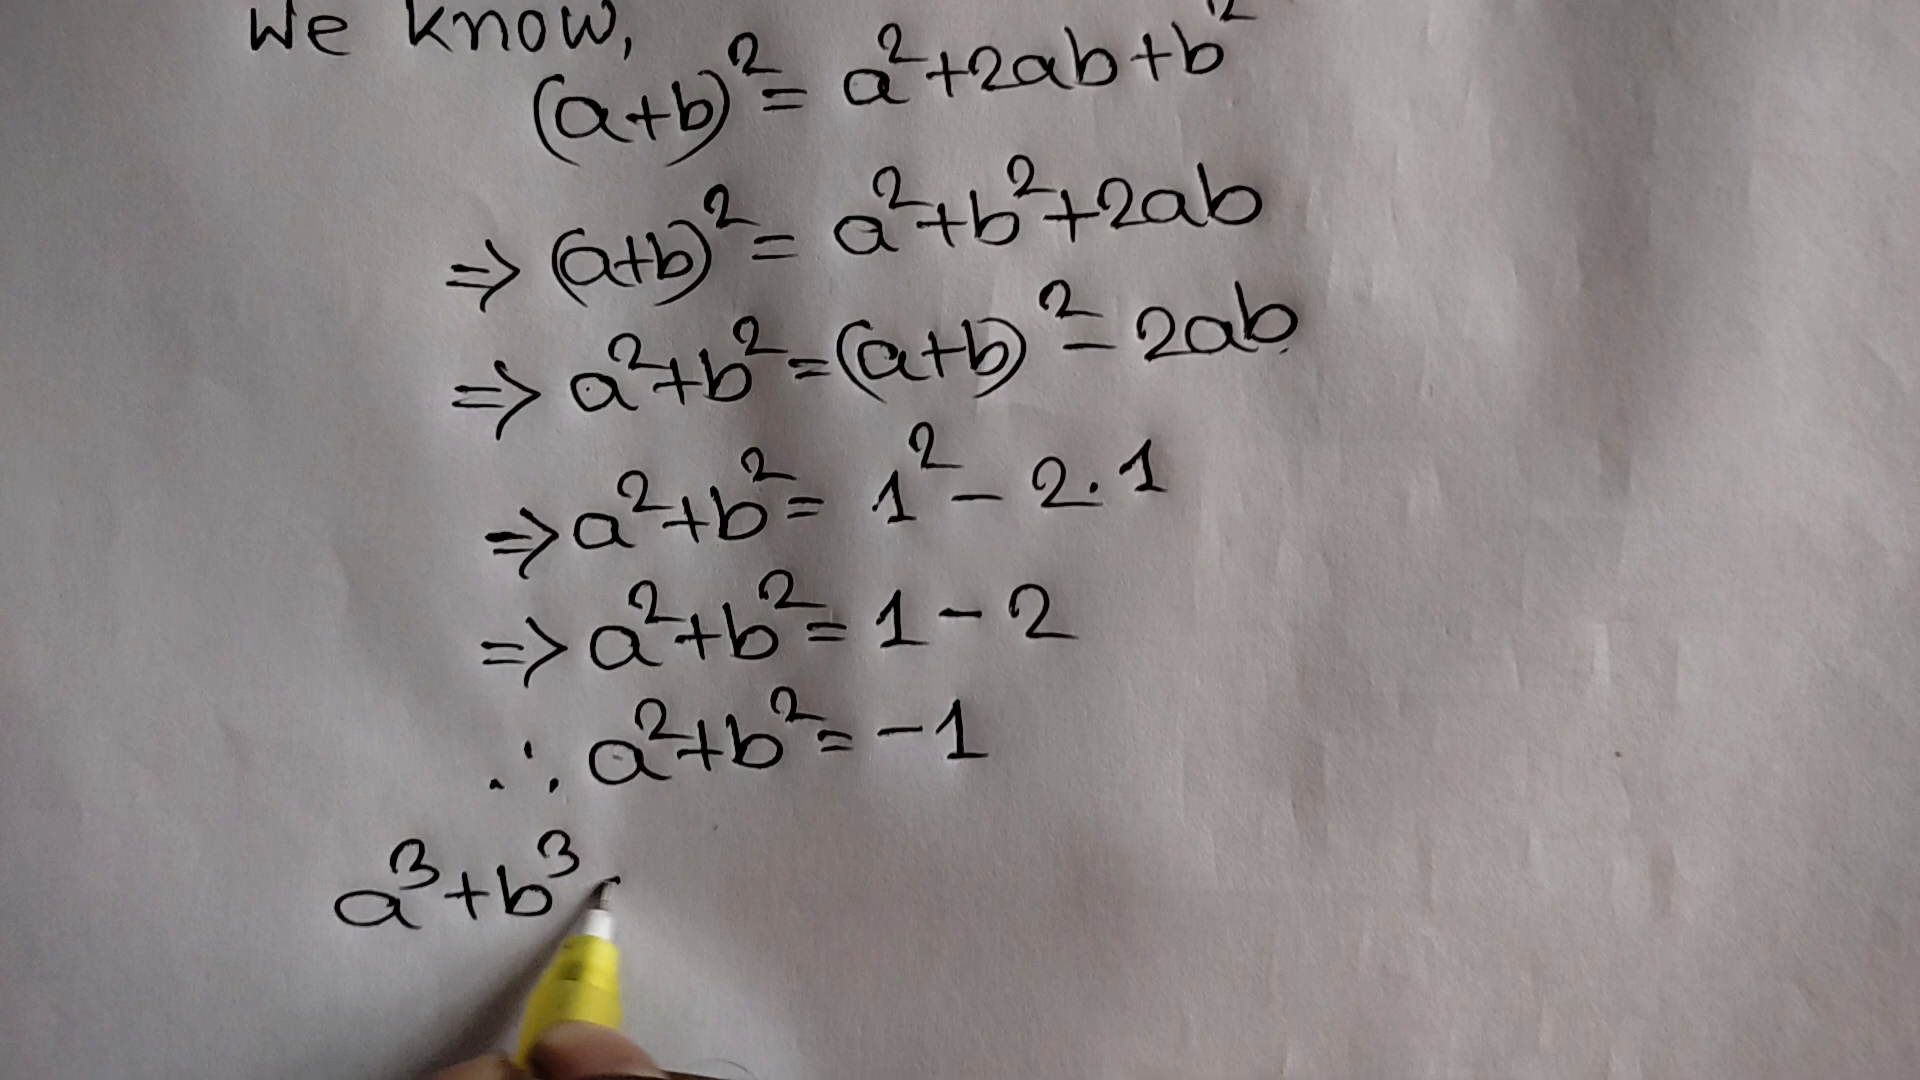 We know,
(a+b)² = a²+2ab+b²
⇒ (a+b)² = a²+b²+2ab
⇒ a²+b² = (a+b)² - 2ab
⇒ a²+b² = 1² - 2.1
⇒ a²+b² = 1 - 2
∴ a²+b² = -1
a³+b³